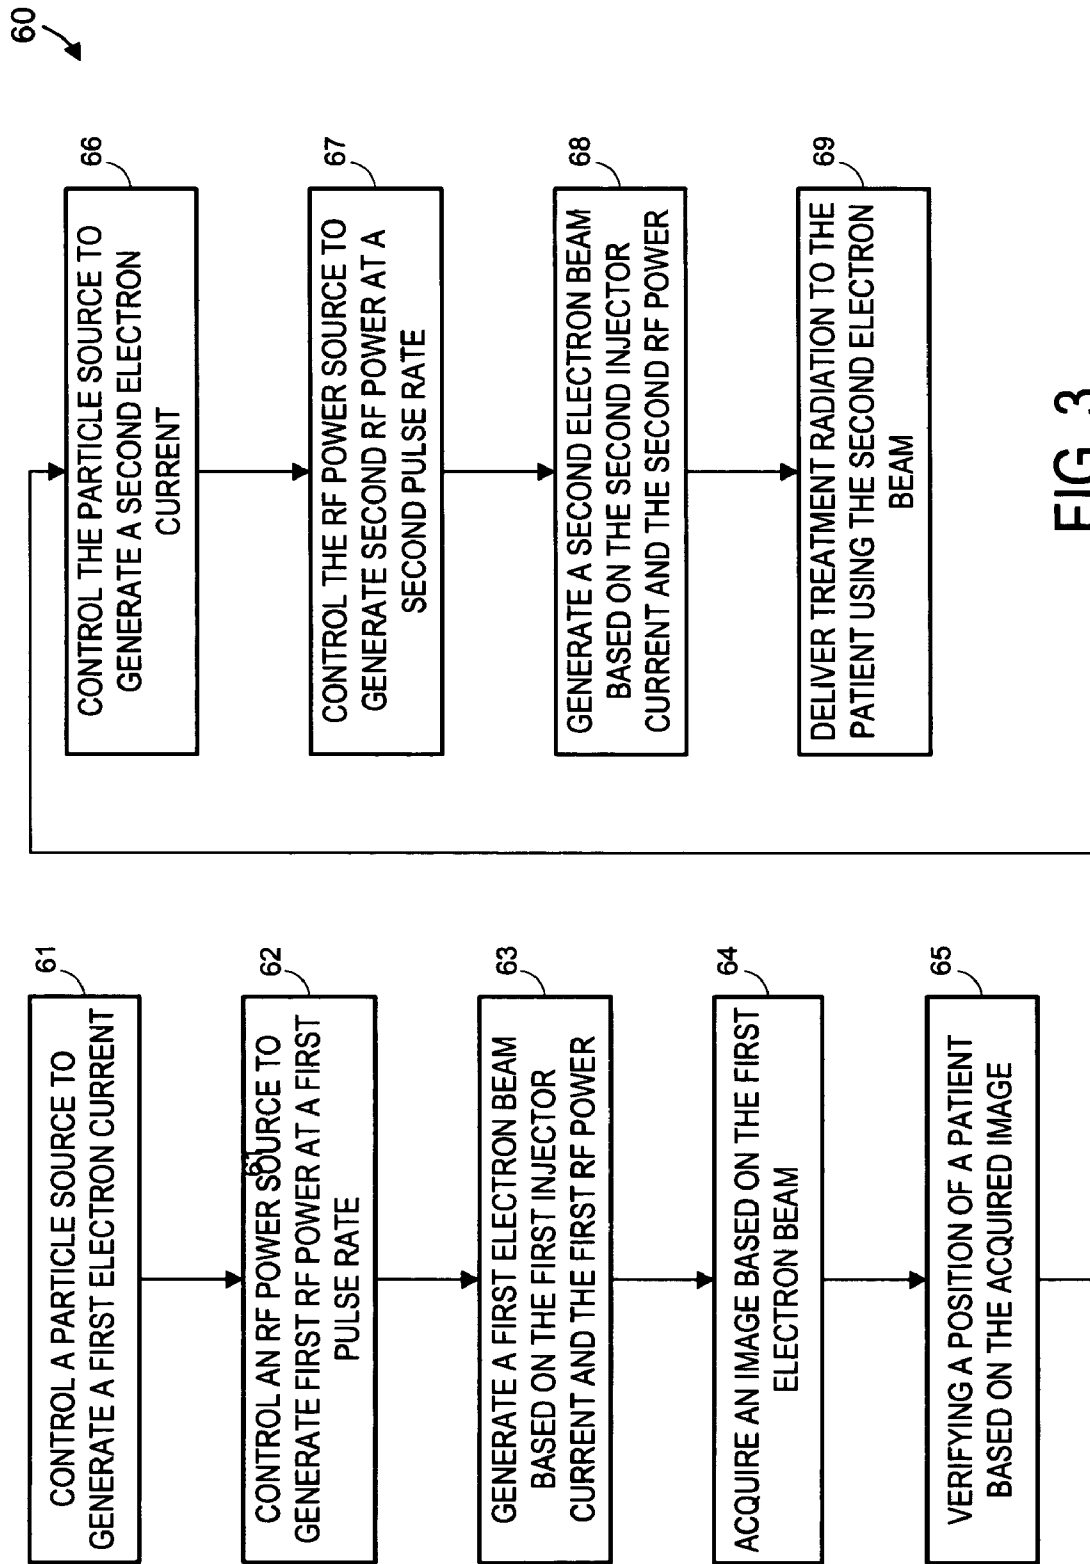 60
61
CONTROL A PARTICLE SOURCE TO
GENERATE A FIRST ELECTRON CURRENT
62
CONTROL AN RF POWER SOURCE TO
61
GENERATE FIRST RF POWER AT A FIRST
PULSE RATE
63
GENERATE A FIRST ELECTRON BEAM
BASED ON THE FIRST INJECTOR
CURRENT AND THE FIRST RF POWER
64
ACQUIRE AN IMAGE BASED ON THE FIRST
ELECTRON BEAM
65
VERIFYING A POSITION OF A PATIENT
BASED ON THE ACQUIRED IMAGE
66
CONTROL THE PARTICLE SOURCE TO
GENERATE A SECOND ELECTRON
CURRENT
67
CONTROL THE RF POWER SOURCE TO
GENERATE SECOND RF POWER AT A
SECOND PULSE RATE
68
GENERATE A SECOND ELECTRON BEAM
BASED ON THE SECOND INJECTOR
CURRENT AND THE SECOND RF POWER
69
DELIVER TREATMENT RADIATION TO THE
PATIENT USING THE SECOND ELECTRON
BEAM
FIG. 3